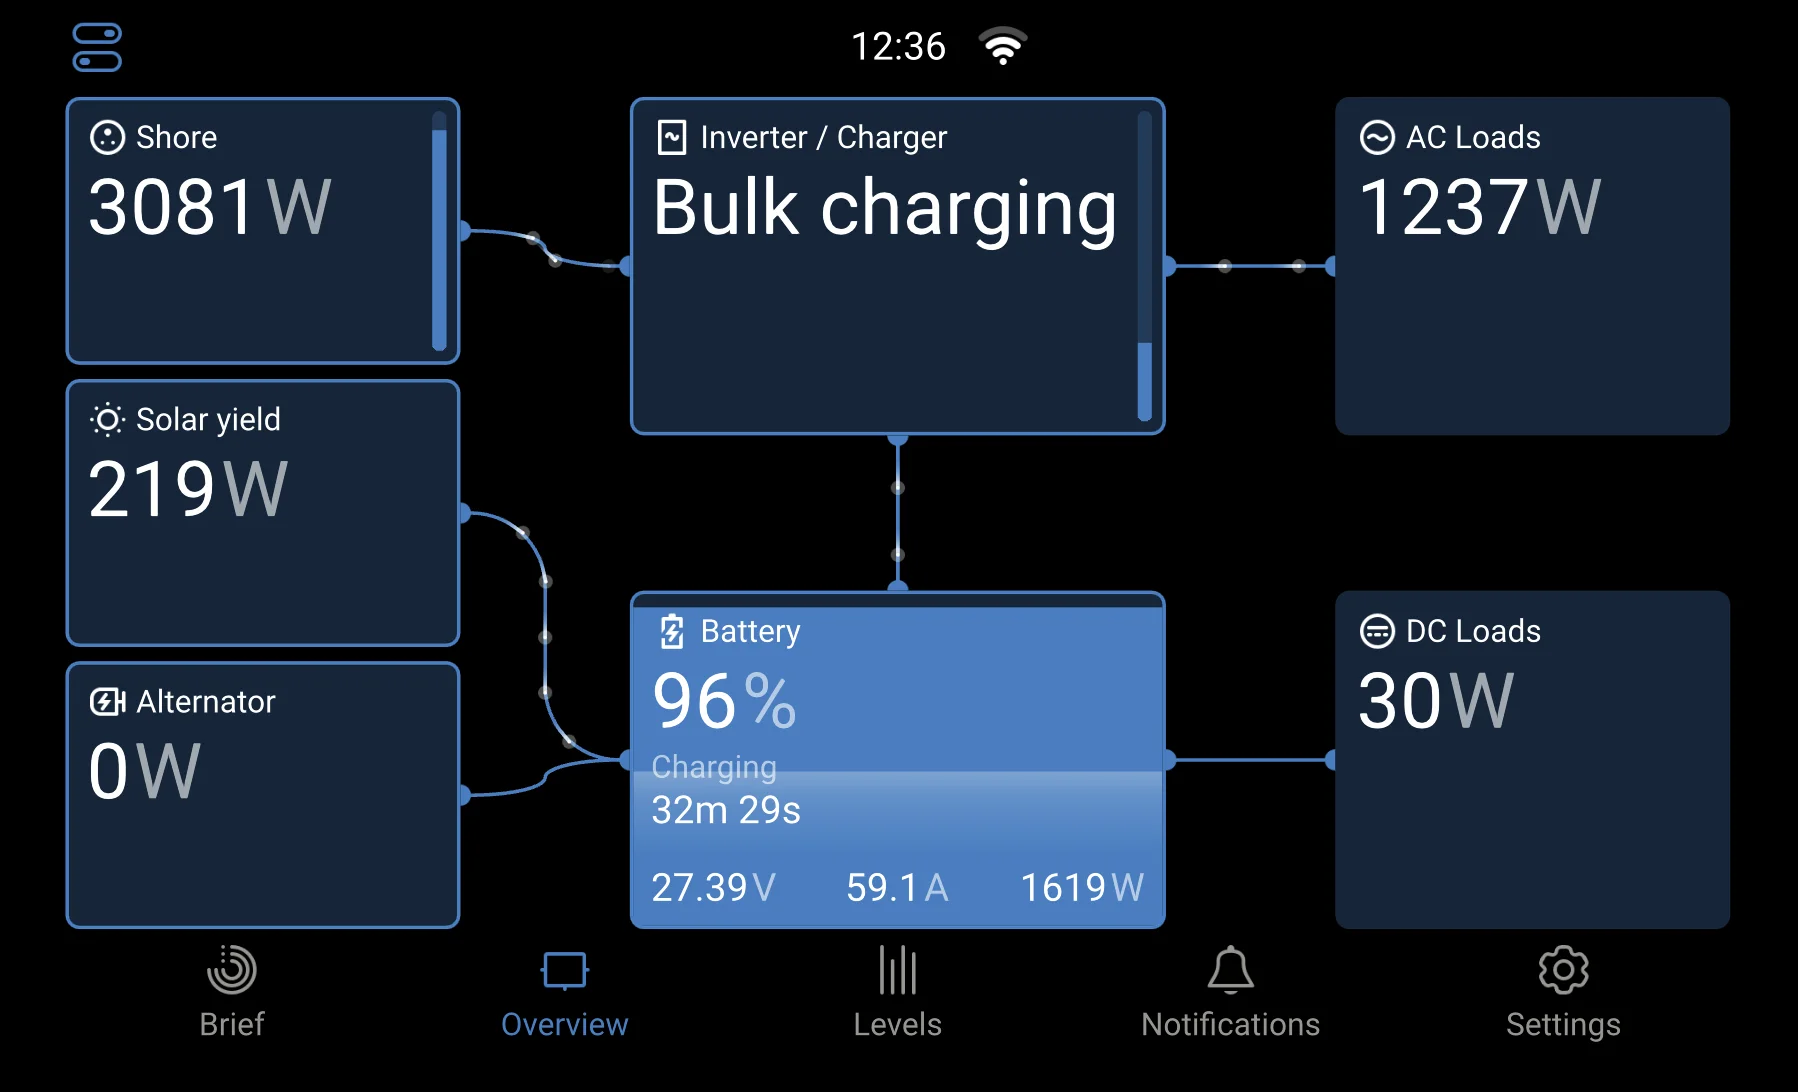 12:36
Shore
3081W
Inverter / Charger
Bulk charging
AC Loads
1237W
Solar yield
219W
Alternator
0W
Battery
96%
Charging
32m 29s
27.39V 59.1A 1619W
DC Loads
30W
Brief
Overview
Levels
Notifications
Settings